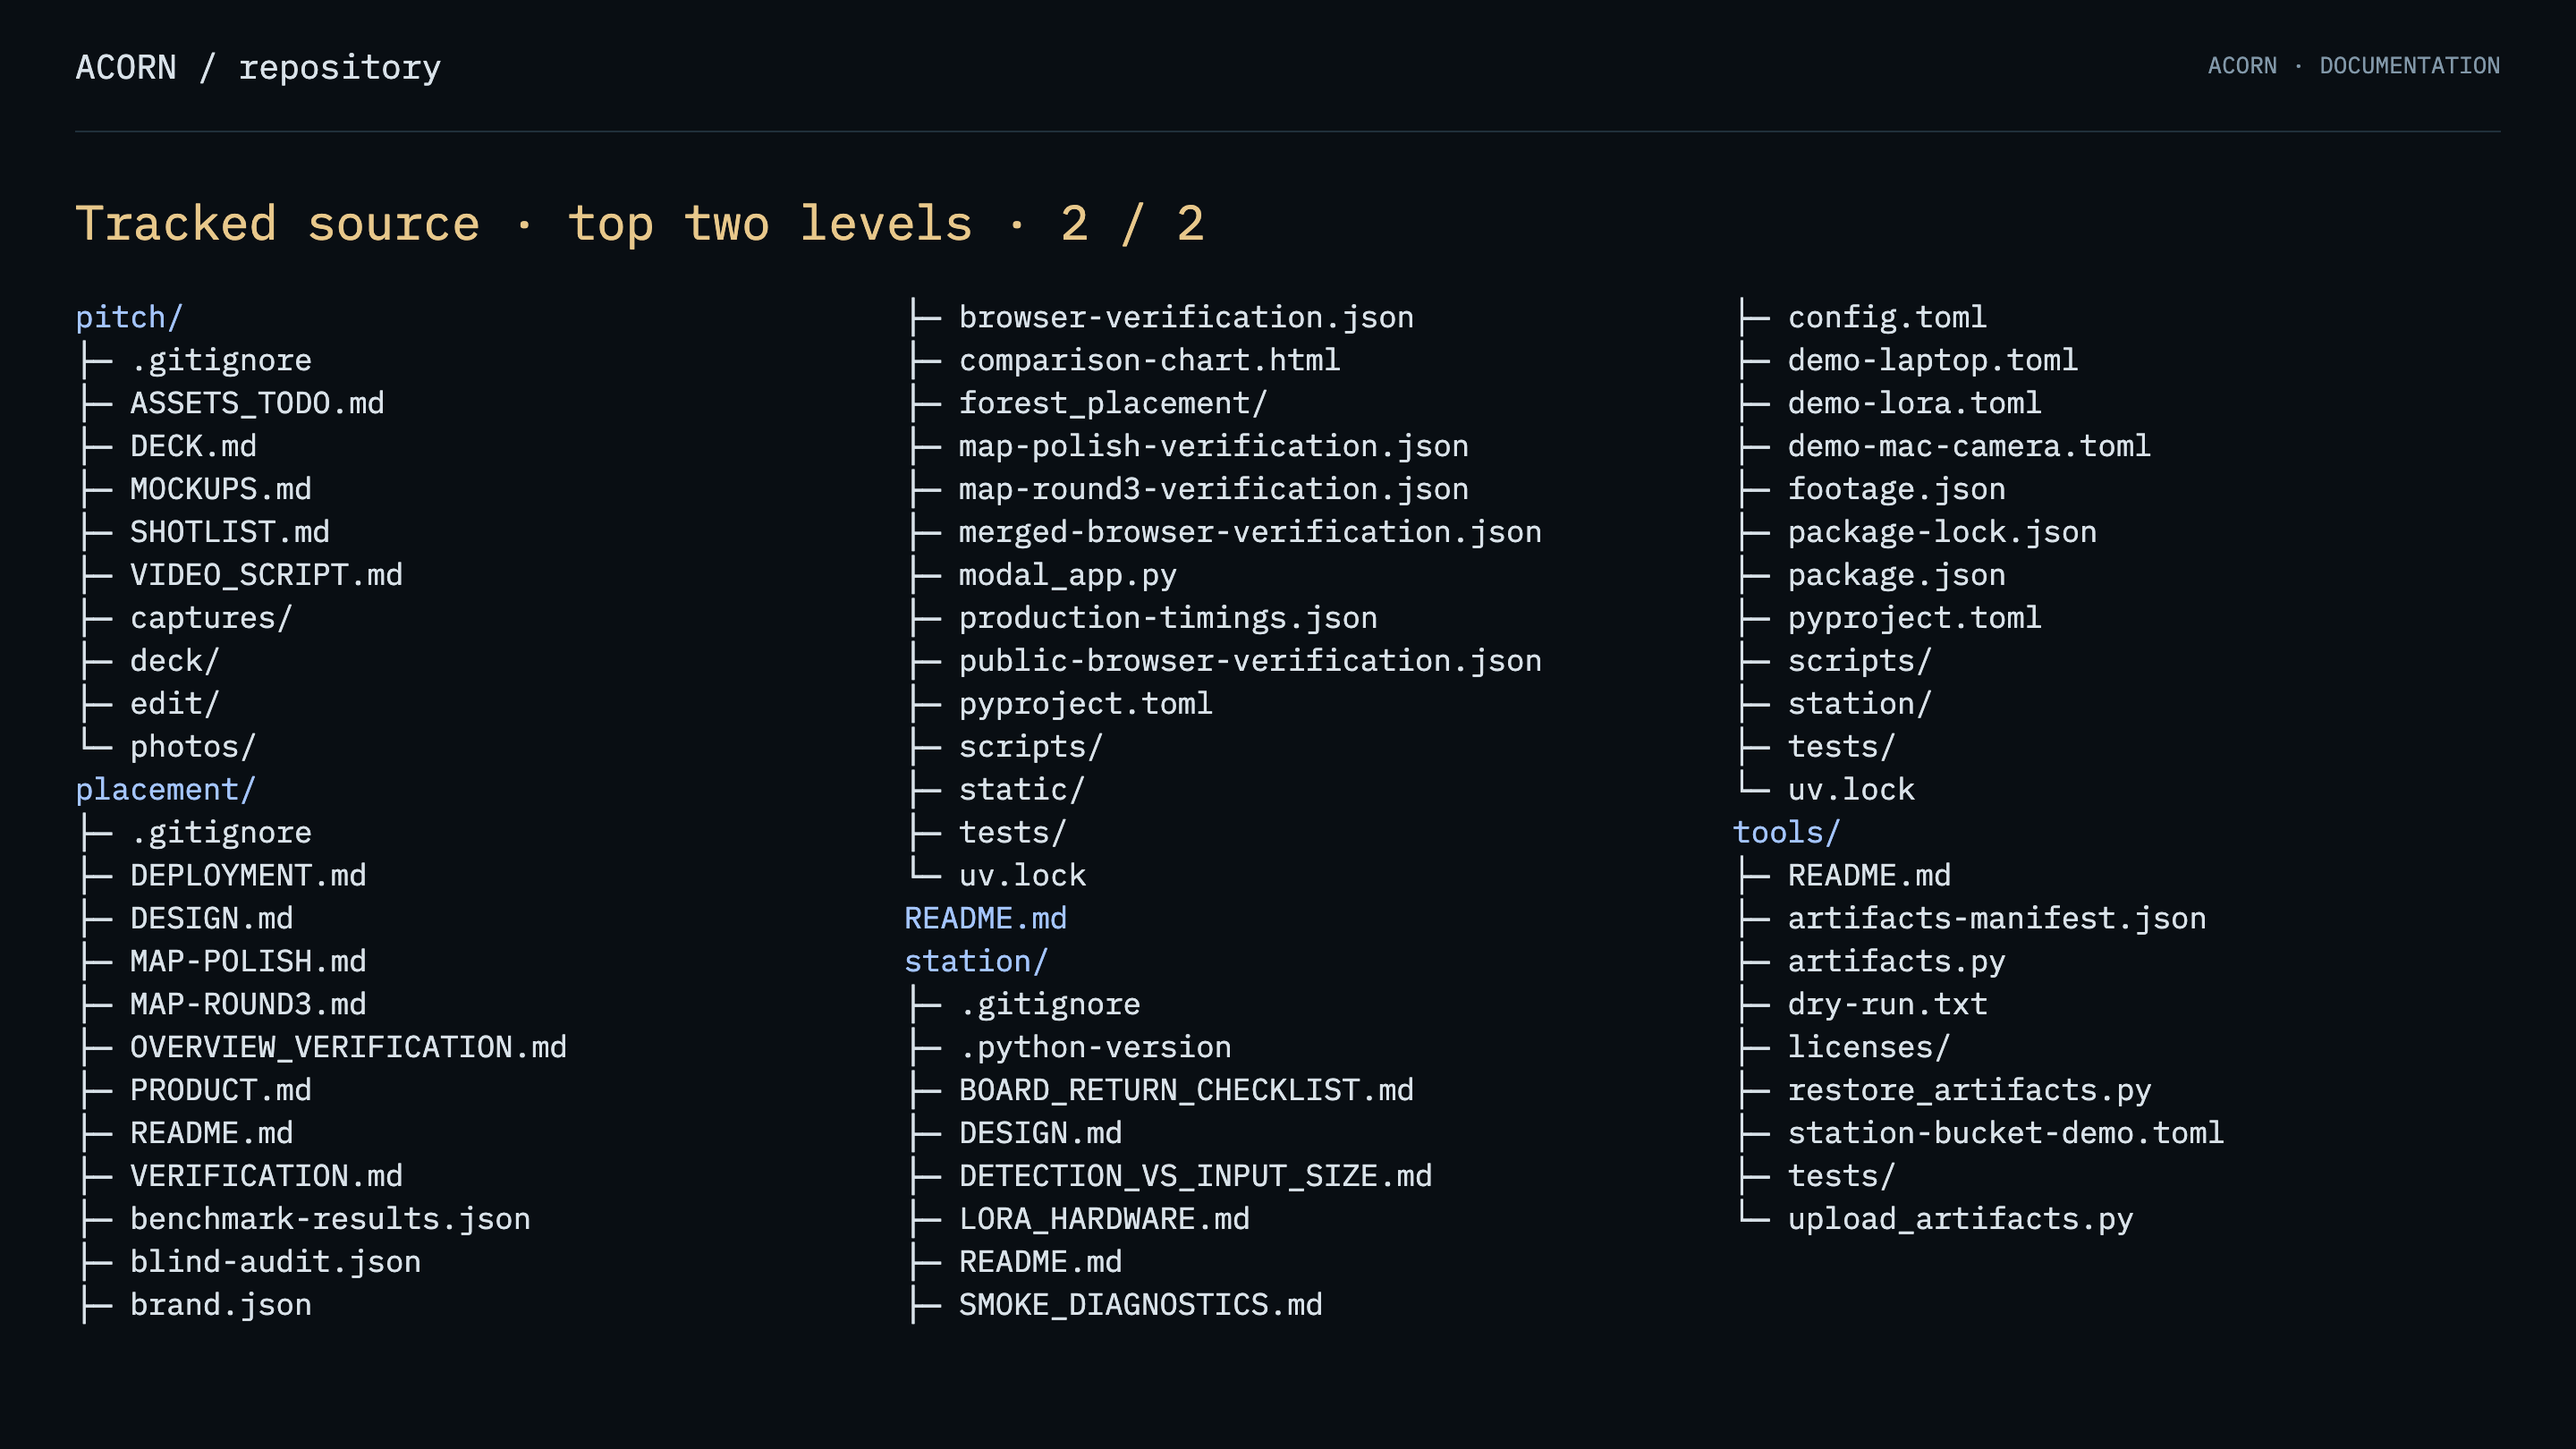 ACORN / repository
ACORN · DOCUMENTATION
Tracked source · top two levels · 2 / 2
pitch/
├─ .gitignore
├─ ASSETS_TODO.md
├─ DECK.md
├─ MOCKUPS.md
├─ SHOTLIST.md
├─ VIDEO_SCRIPT.md
├─ captures/
├─ deck/
├─ edit/
└─ photos/
placement/
├─ .gitignore
├─ DEPLOYMENT.md
├─ DESIGN.md
├─ MAP-POLISH.md
├─ MAP-ROUND3.md
├─ OVERVIEW_VERIFICATION.md
├─ PRODUCT.md
├─ README.md
├─ VERIFICATION.md
├─ benchmark-results.json
├─ blind-audit.json
├─ brand.json
├─ browser-verification.json
├─ comparison-chart.html
├─ forest_placement/
├─ map-polish-verification.json
├─ map-round3-verification.json
├─ merged-browser-verification.json
├─ modal_app.py
├─ production-timings.json
├─ public-browser-verification.json
├─ pyproject.toml
├─ scripts/
├─ static/
├─ tests/
└─ uv.lock
README.md
station/
├─ .gitignore
├─ .python-version
├─ BOARD_RETURN_CHECKLIST.md
├─ DESIGN.md
├─ DETECTION_VS_INPUT_SIZE.md
├─ LORA_HARDWARE.md
├─ README.md
├─ SMOKE_DIAGNOSTICS.md
├─ config.toml
├─ demo-laptop.toml
├─ demo-lora.toml
├─ demo-mac-camera.toml
├─ footage.json
├─ package-lock.json
├─ package.json
├─ pyproject.toml
├─ scripts/
├─ station/
├─ tests/
└─ uv.lock
tools/
├─ README.md
├─ artifacts-manifest.json
├─ artifacts.py
├─ dry-run.txt
├─ licenses/
├─ restore_artifacts.py
├─ station-bucket-demo.toml
├─ tests/
└─ upload_artifacts.py